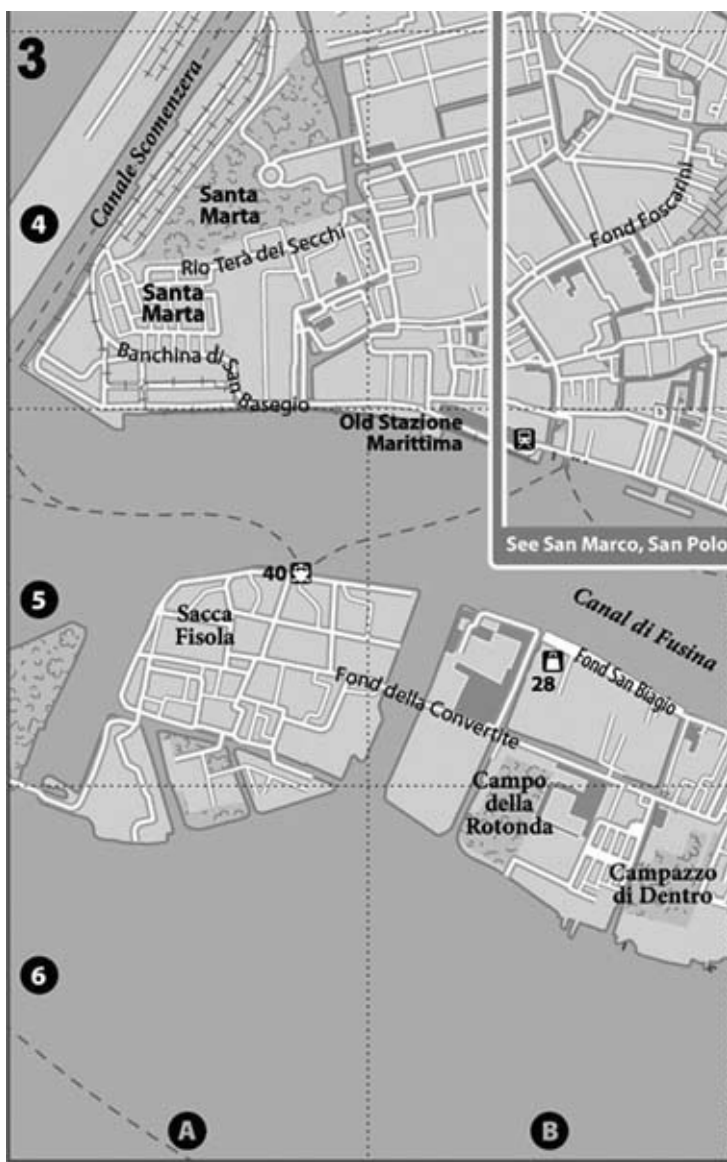 3
Canale Scomenzera
Santa
Marta
4
Fond Foscarini
Rio Terà dei Secchi
Santa
Marta
Banchina di San Basegio
Old Stazione
Marittima
See San Marco, San Polo
40
5
Canal di Fusina
Sacca
Fisola
28
Fond San Biagio
Fond della Convertite
Campo
della
Rotonda
Campazzo
di Dentro
6
A
B